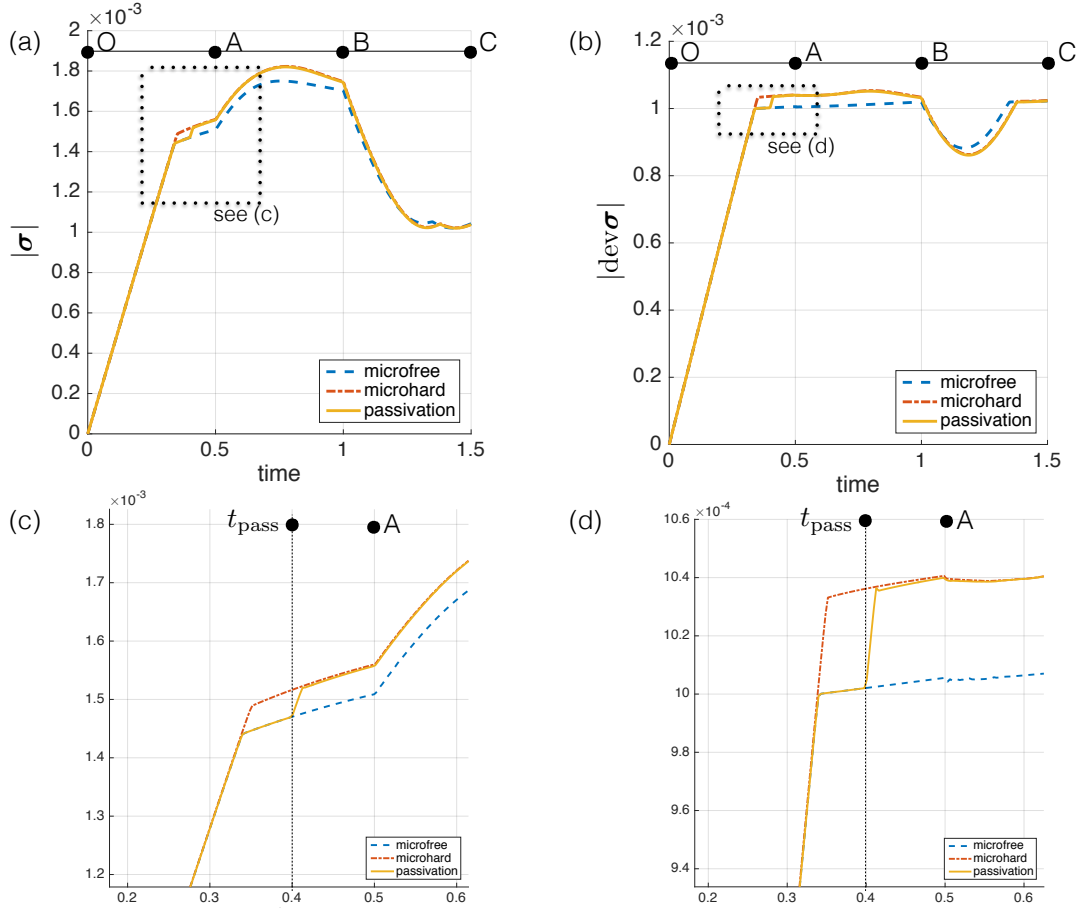 (a)
×10⁻³
O
A
B
C
2
1.8
1.6
1.4
1.2
1
0.8
0.6
0.4
0.2
0
|σ|
see (c)
microfree
microhard
passivation
0
0.5
1
1.5
time
(b)
×10⁻³
O
A
B
C
1.2
1
0.8
0.6
0.4
0.2
0
|devσ|
see (d)
microfree
microhard
passivation
0
0.5
1
1.5
time
(c)
×10⁻³
t_pass
A
1.8
1.7
1.6
1.5
1.4
1.3
1.2
microfree
microhard
passivation
0.2
0.3
0.4
0.5
0.6
(d)
×10⁻⁴
t_pass
A
10.6
10.4
10.2
10
9.8
9.6
9.4
microfree
microhard
passivation
0.2
0.3
0.4
0.5
0.6